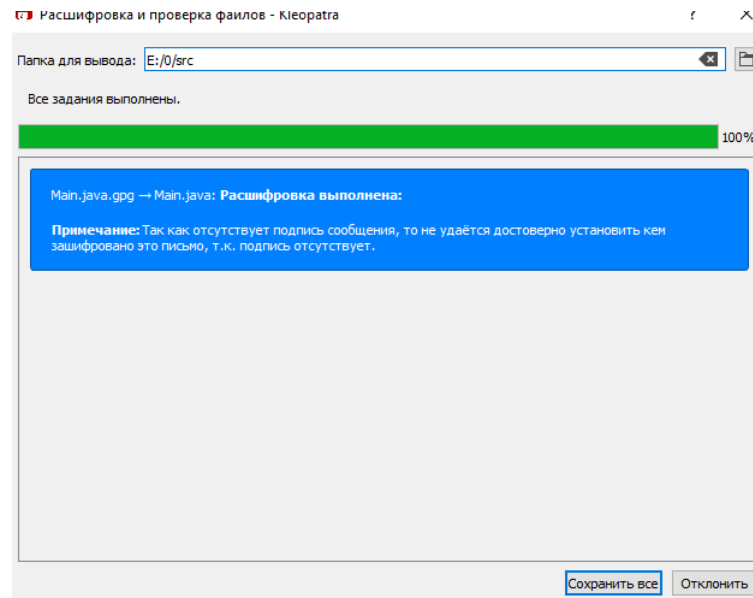 Расшифровка и проверка файлов - Kleopatra
Папка для вывода: E:/0/src
Все задания выполнены.
100%
Main.java.gpg → Main.java: Расшифровка выполнена:
Примечание: Так как отсутствует подпись сообщения, то не удаётся достоверно установить кем
зашифровано это письмо, т.к. подпись отсутствует.
Сохранить все Отклонить